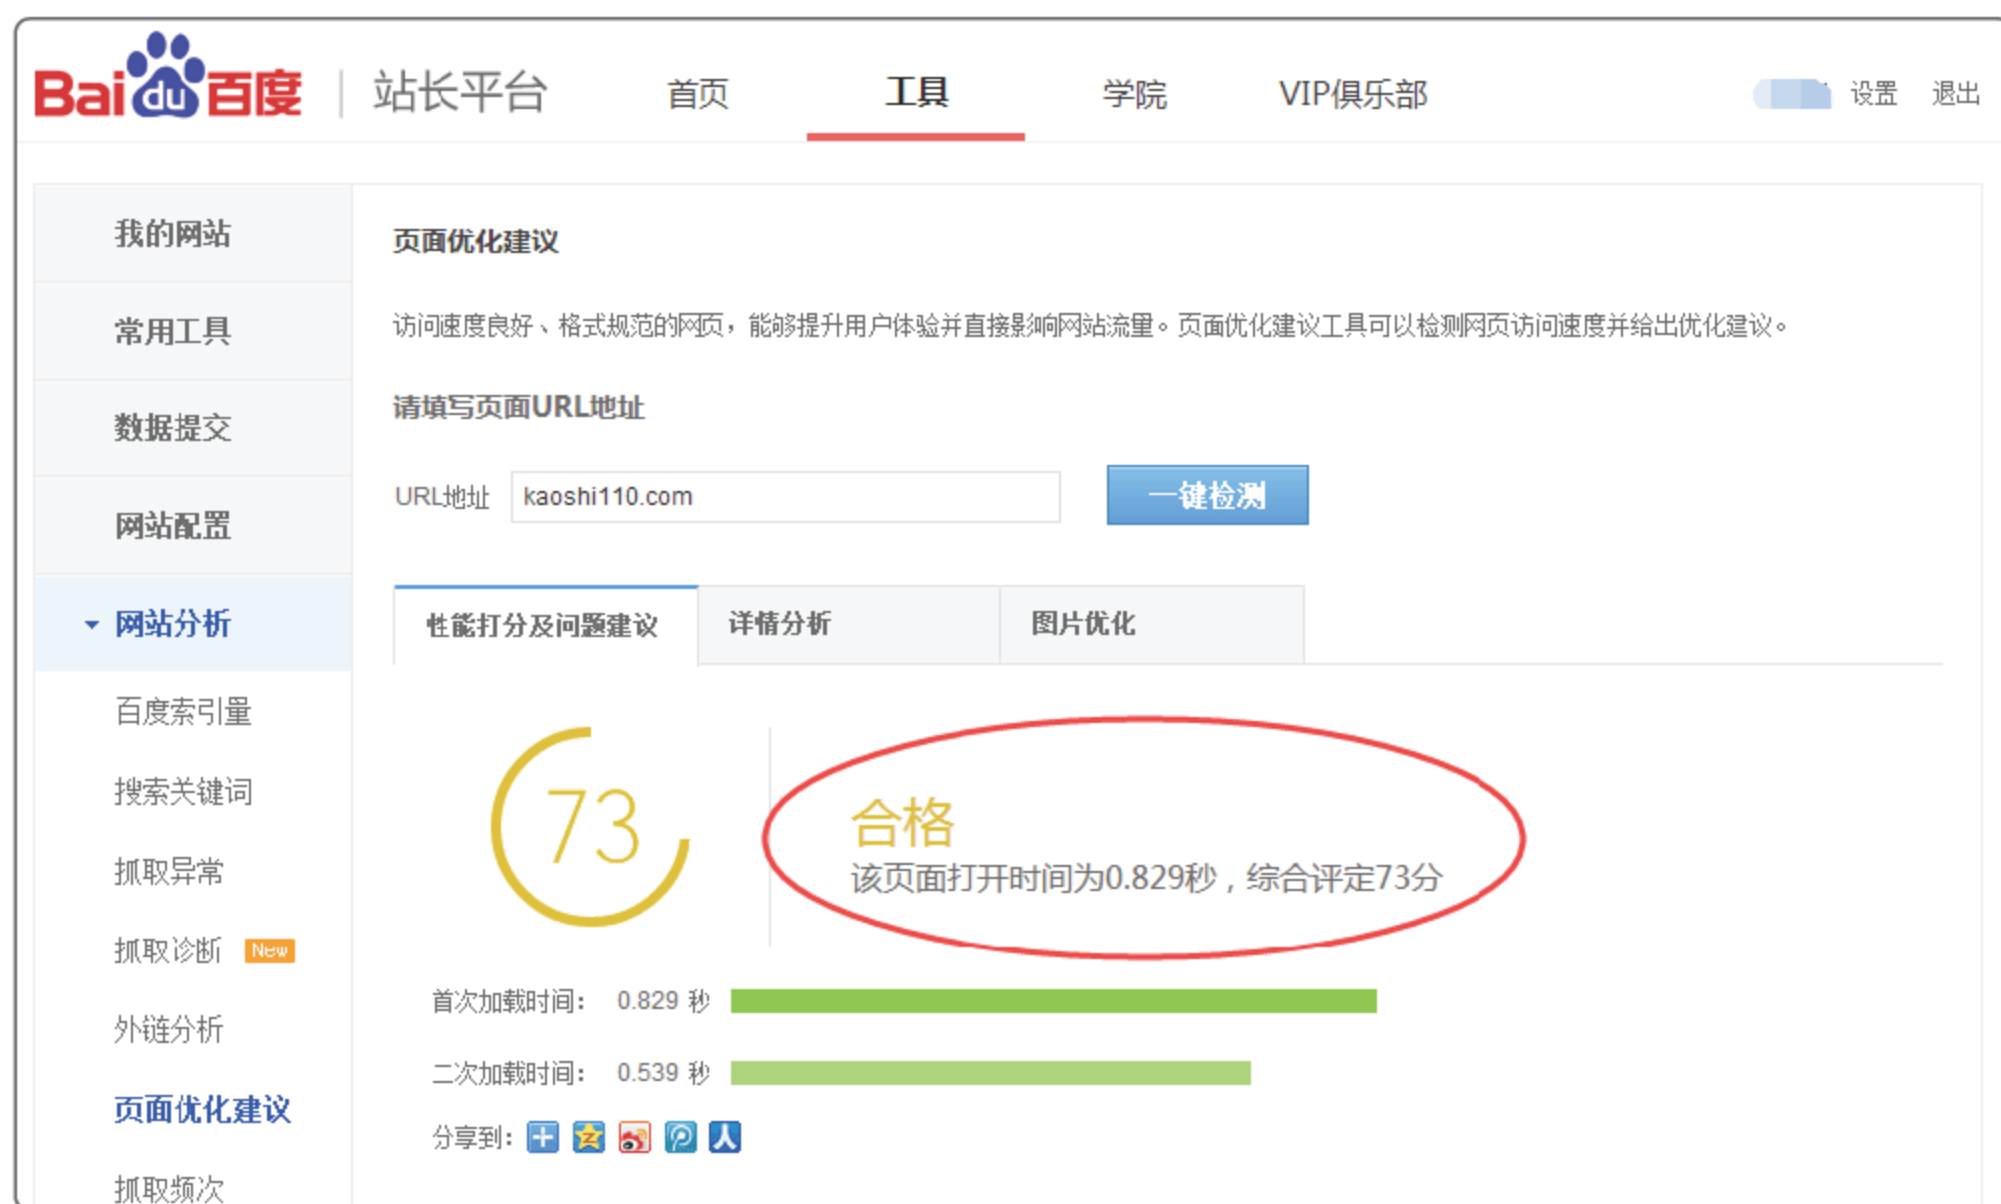 Bai du 百度 站长平台 首页 工具 学院 VIP俱乐部 设置 退出
我的网站
常用工具
数据提交
网站配置
网站分析
百度索引量
搜索关键词
抓取异常
抓取诊断 New
外链分析
页面优化建议
抓取频次
页面优化建议
访问速度良好、格式规范的网页，能够提升用户体验并直接影响网站流量。页面优化建议工具可以检测网页访问速度并给出优化建议。
请填写页面URL地址
URL地址 kaoshi110.com 一键检测
性能打分及问题建议 详情分析 图片优化
73
合格
该页面打开时间为0.829秒，综合评定73分
首次加载时间： 0.829 秒
二次加载时间： 0.539 秒
分享到：